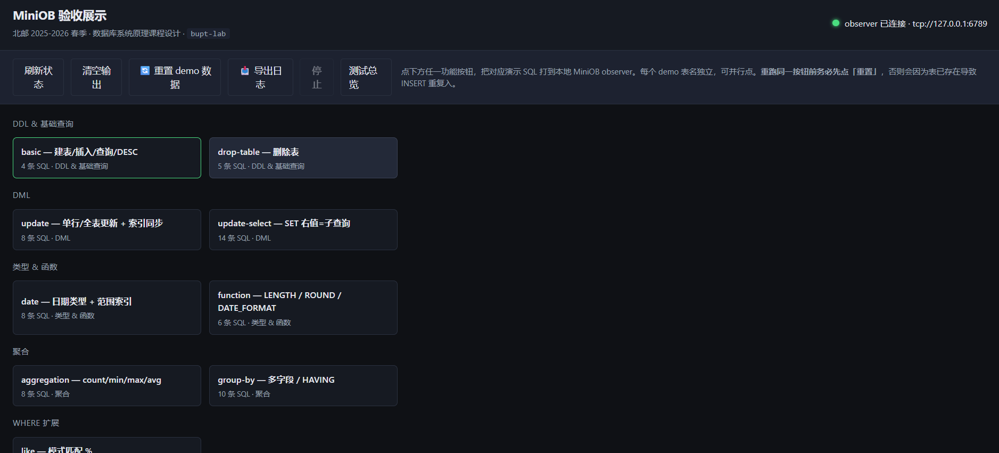 MiniOB 验收展示
北邮 2025-2026 春季 · 数据库系统原理课程设计 · bupt-lab
observer 已连接 · tcp://127.0.0.1:6789
刷新状
态
清空输
出
🔄 重置 demo 数
据
📤 导出日
志
停
止
测试总
览
点下方任一功能按钮，把对应演示 SQL 打到本地 MiniOB observer。每个 demo 表名独立，可并行点。重跑同一按钮前务必先点「重置」，否则会因为表已存在导致
INSERT 重复入。
DDL & 基础查询
basic — 建表/插入/查询/DESC
4 条 SQL · DDL & 基础查询
drop-table — 删除表
5 条 SQL · DDL & 基础查询
DML
update — 单行/全表更新 + 索引同步
8 条 SQL · DML
update-select — SET 右值=子查询
14 条 SQL · DML
类型 & 函数
date — 日期类型 + 范围索引
8 条 SQL · 类型 & 函数
function — LENGTH / ROUND /
DATE_FORMAT
6 条 SQL · 类型 & 函数
聚合
aggregation — count/min/max/avg
8 条 SQL · 聚合
group-by — 多字段 / HAVING
10 条 SQL · 聚合
WHERE 扩展
like — 模式匹配 %